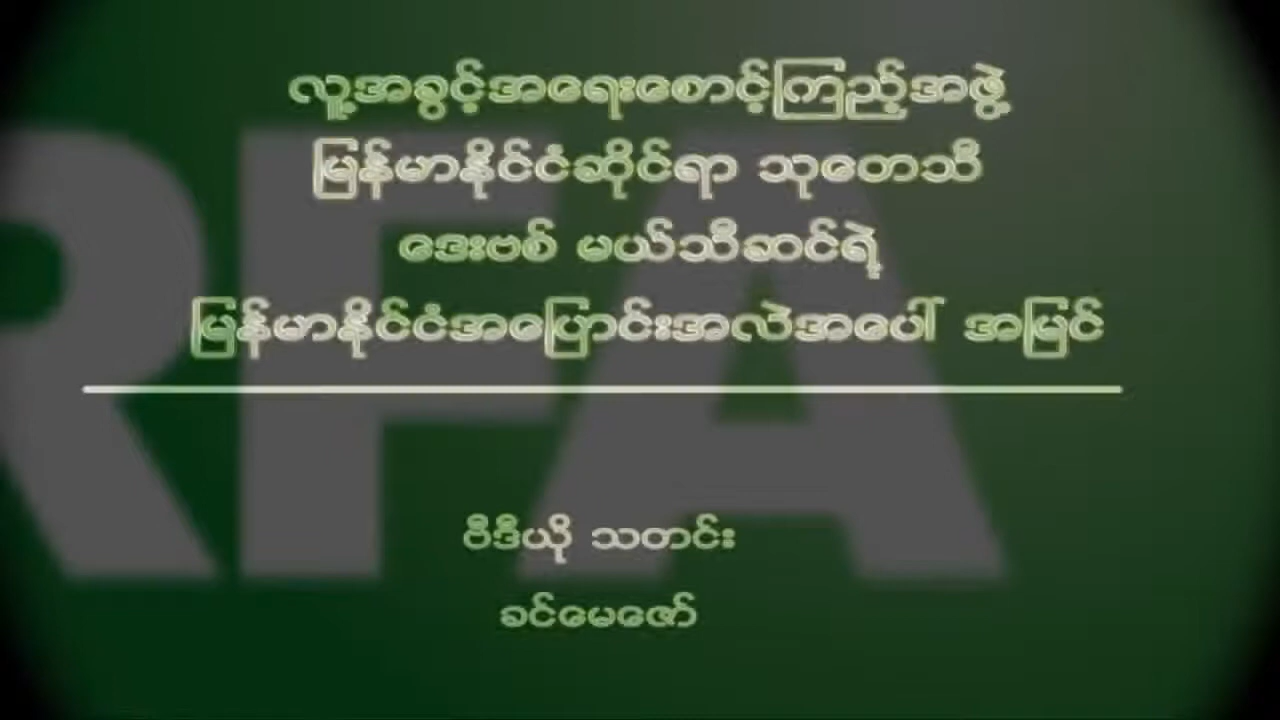 လူ့အခွင့်အရေးစောင့်ကြည့်အဖွဲ့
မြန်မာနိုင်ငံဆိုင်ရာ သုတေသီ
ဒေးဗစ် မယ်သီဆင်ရဲ့
မြန်မာနိုင်ငံအပြောင်းအလဲအပေါ် အမြင်
RFA
ဗီဒီယို သတင်း
ခင်မေဇော်